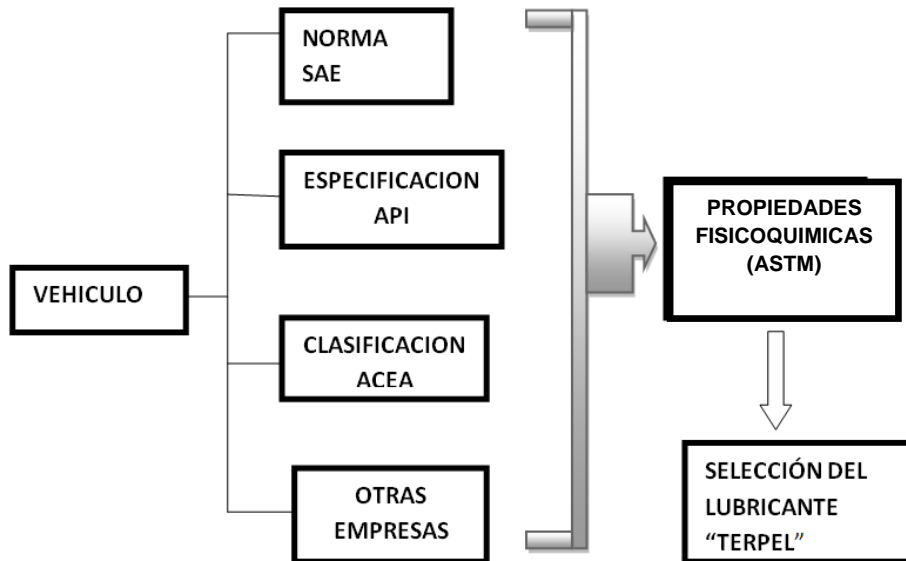 NORMA
SAE
ESPECIFICACION
API
VEHICULO
CLASIFICACION
ACEA
OTRAS
EMPRESAS
PROPIEDADES
FISICOQUIMICAS
(ASTM)
SELECCIÓN DEL
LUBRICANTE
“TERPEL”